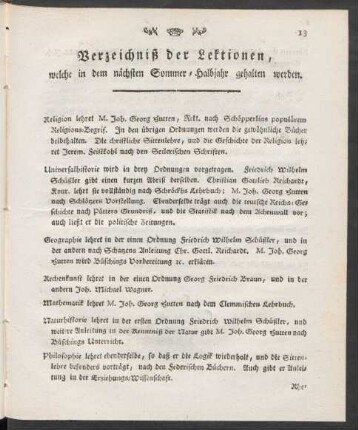 13
Verzeichniß der Lektionen,
welche in dem nächsten Sommer-Halbjahr gehalten werden.
Religion lehret M. Joh. Georg Hutten, Rekt. nach Schöpperlins populärem
Religions-Begrif. In den übrigen Ordnungen werden die gewöhnliche Bücher
beibehalten. Die christliche Sittenlehre, und die Geschichte der Religion leh-
ret Jerem. Feilkahl nach den Seilerischen Schriften.
Universalhistorie wird in drey Ordnungen vorgetragen. Friedrich Wilhelm
Schüßler gibt einen kurzen Abriß derselben. Christian Gottlieb Reichardt,
Konr. lehrt sie vollständig nach Schröckhs Lehrbuch; M. Joh. Georg Hutten
nach Schlözers Vorstellung. Ebenderselbe trägt auch die teutsche Reichs-Ge-
schichte nach Pütters Grundriß, und die Statistik nach dem Achenwall vor;
auch liest er die politische Zeitungen.
Geographie lehret in der einen Ordnung Friedrich Wilhelm Schüßler, und in
der andern nach Schatzens Anleitung Chr. Gottl. Reichardt. M. Joh. Georg
Hutten wird Büschings Vorbereitung ꝛc. erklären.
Rechenkunst lehret in der einen Ordnung Georg Friedrich Braun, und in der
andern Joh. Michael Wagner.
Mathematik lehret M. Joh. Georg Hutten nach dem Clemmischen Lehrbuch.
Naturhistorie lehret in der ersten Ordnung Friedrich Wilhelm Schüßler, und
weitere Anleitung in der Kenntniß der Natur gibt M. Joh. Georg Hutten nach
Büschings Unterricht.
Philosophie lehret ebenderselbe, so daß er die Logik wiederholt, und die Sitten-
lehre besonders vorträgt, nach den Federischen Büchern. Auch gibt er Anlei-
tung in der Erziehungs-Wissenschaft.